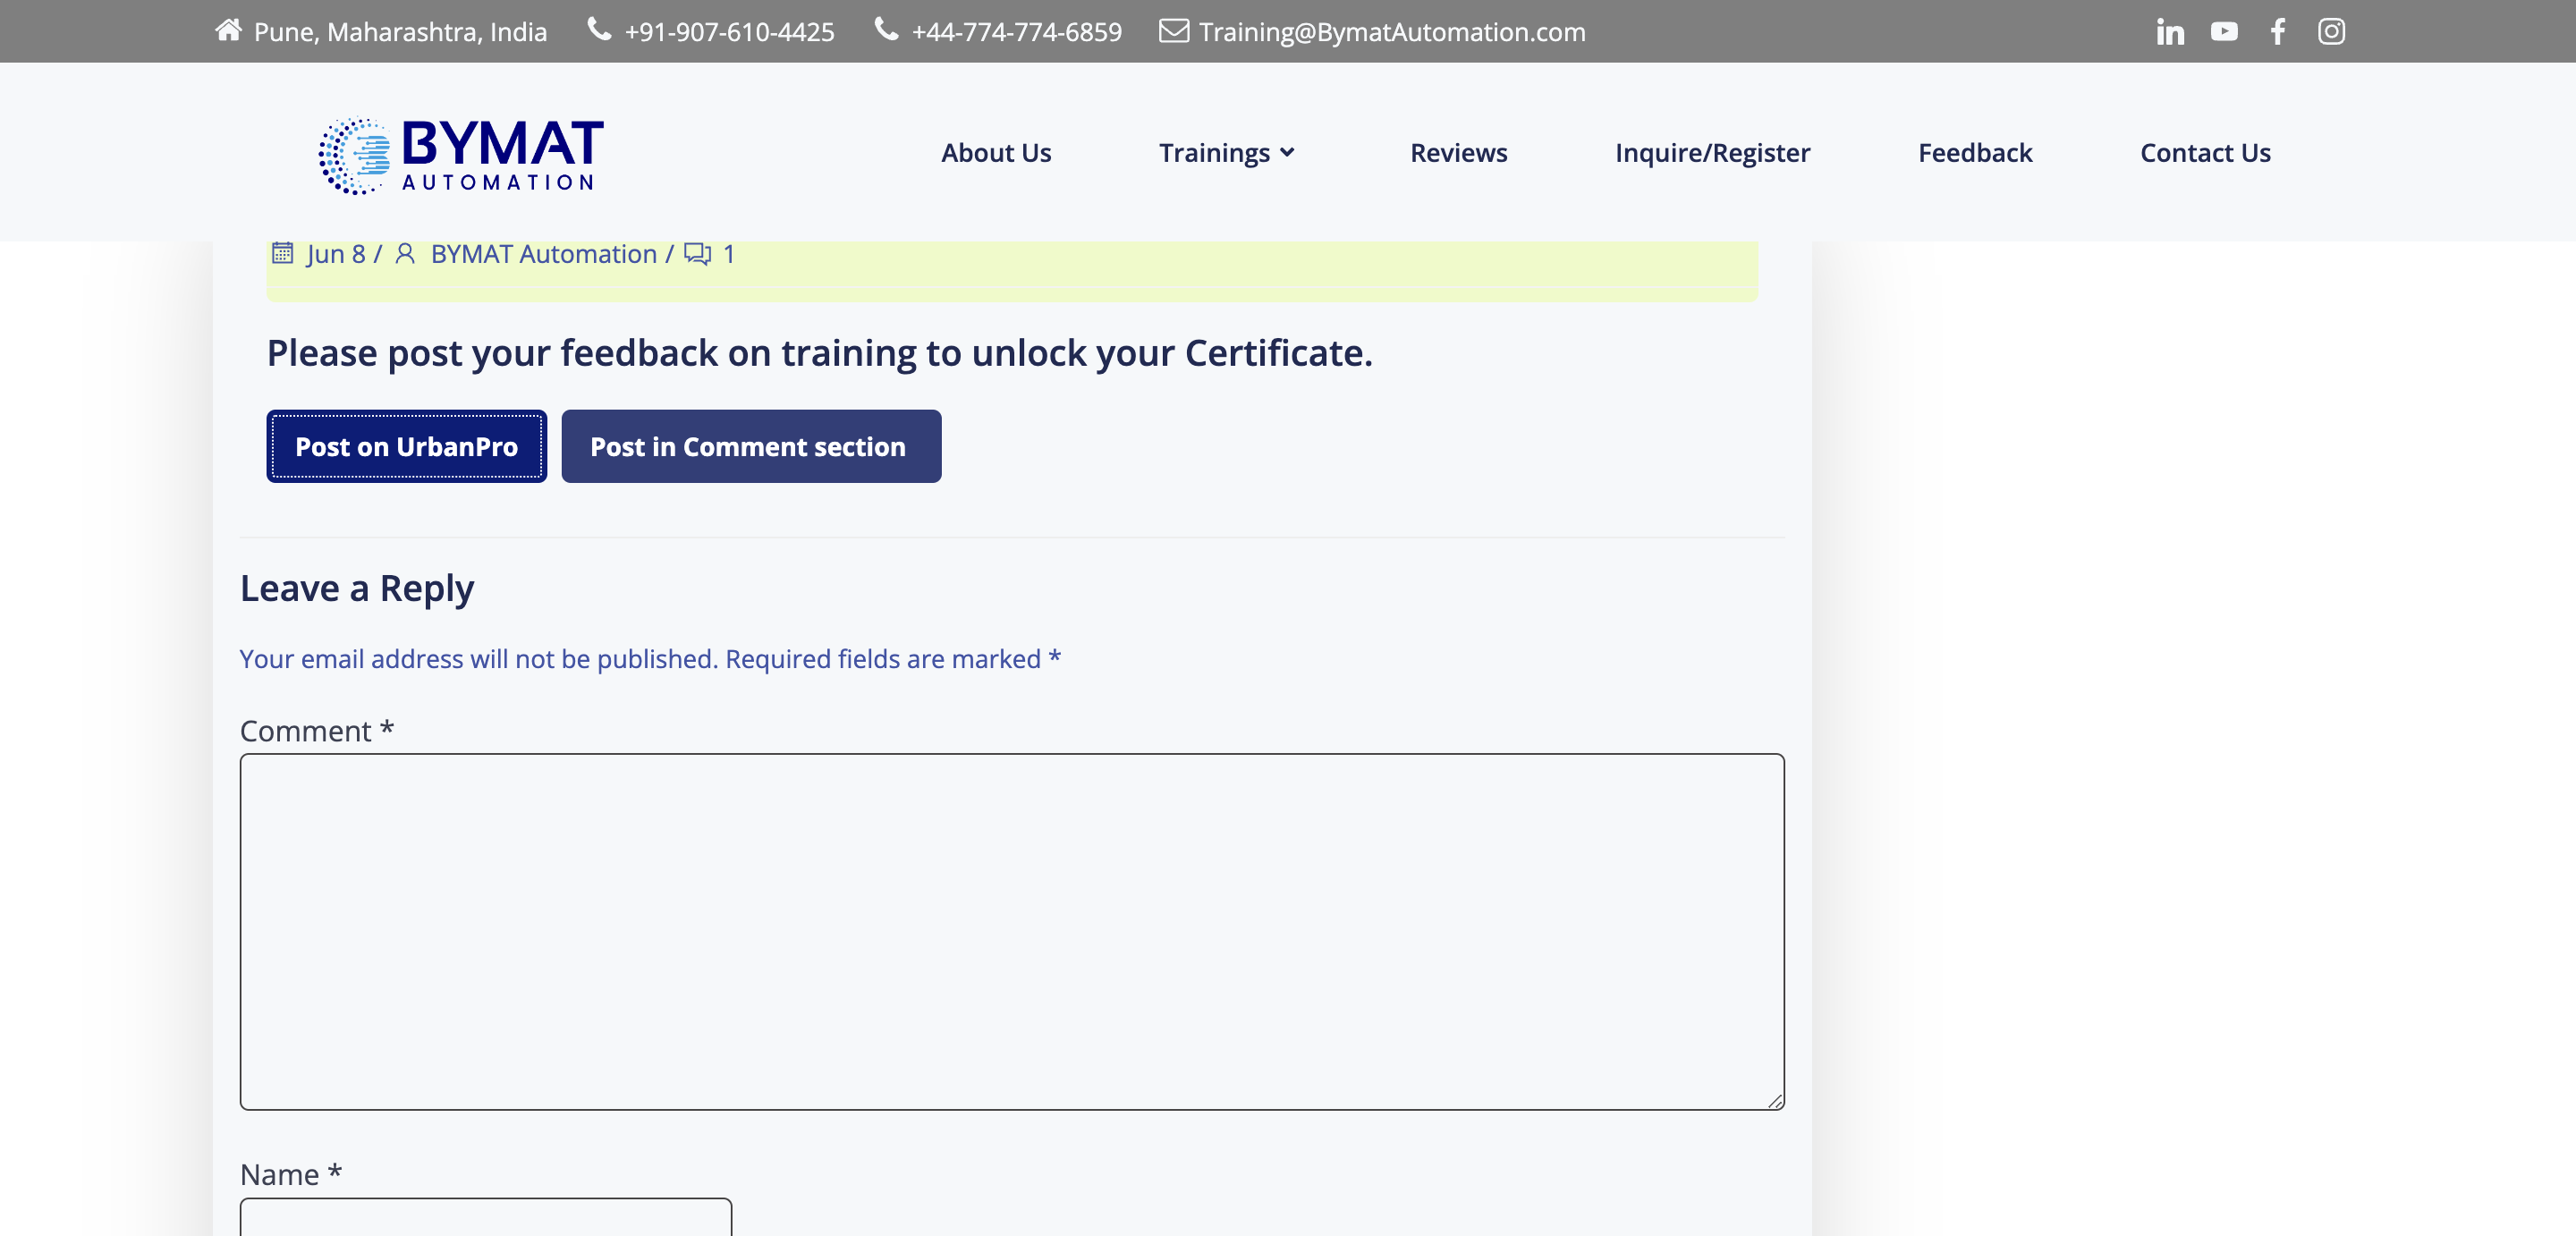 Pune, Maharashtra, India +91-907-610-4425 +44-774-774-6859 Training@BymatAutomation.com
BYMAT
AUTOMATION
About Us Trainings Reviews Inquire/Register Feedback Contact Us
Jun 8 / BYMAT Automation / 1
Please post your feedback on training to unlock your Certificate.
Post on UrbanPro Post in Comment section
Leave a Reply
Your email address will not be published. Required fields are marked *
Comment *
Name *